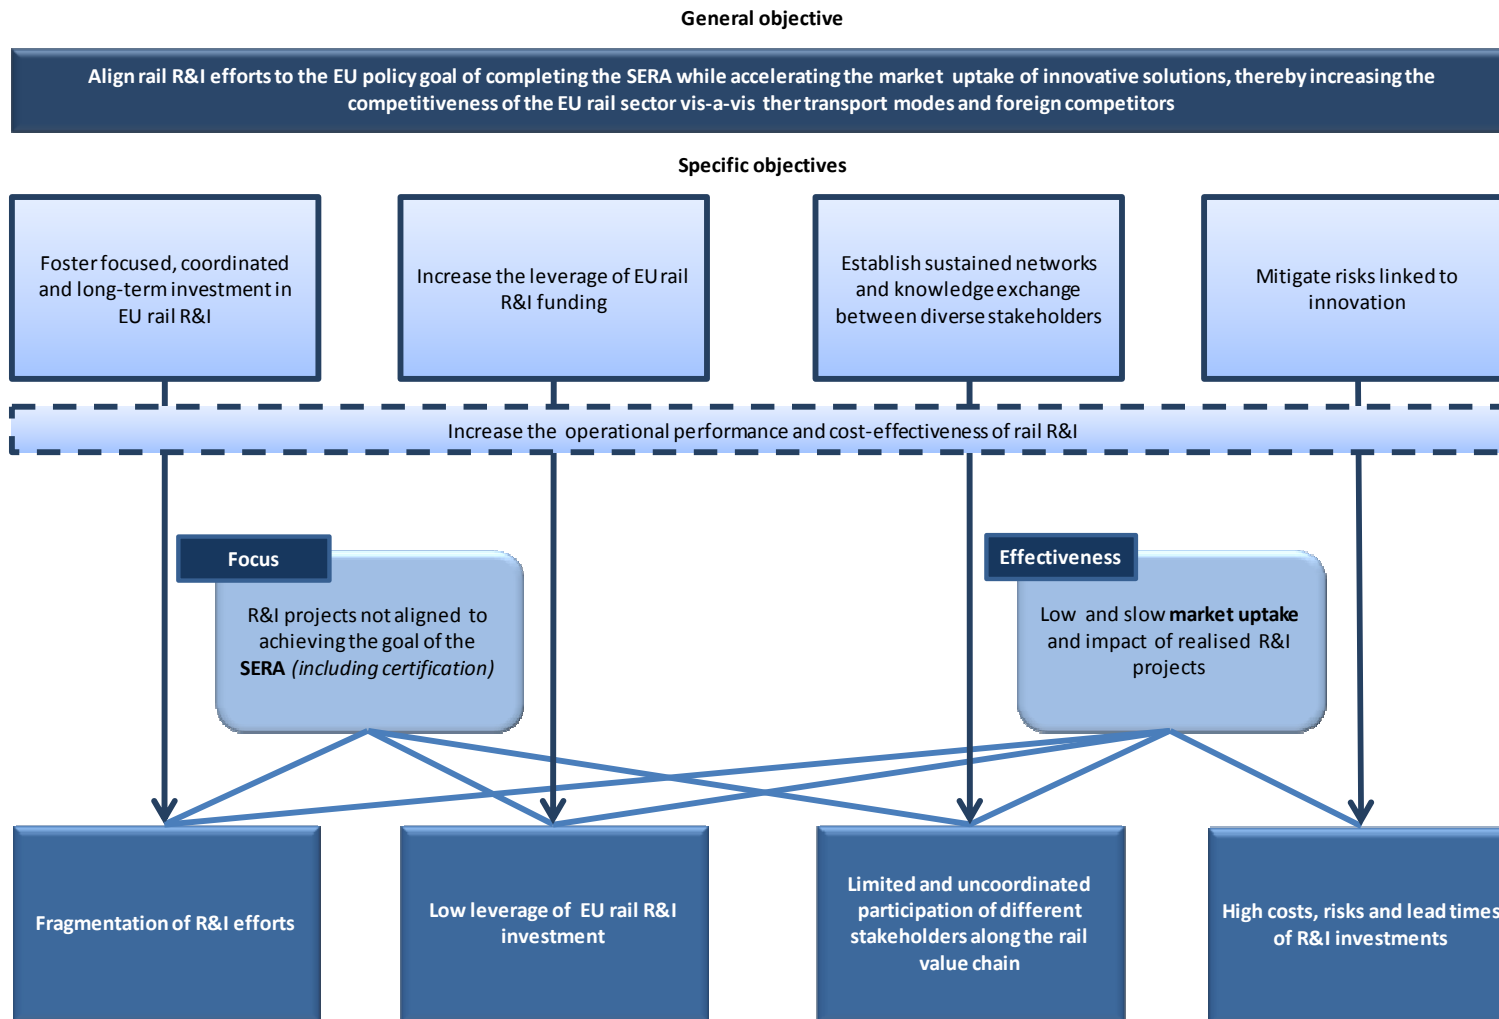 General objective
Align rail R&I efforts to the EU policy goal of completing the SERA while accelerating the market uptake of innovative solutions, thereby increasing the
competitiveness of the EU rail sector vis-a-vis ther transport modes and foreign competitors
Specific objectives
Foster focused, coordinated
and long-term investment in
EU rail R&I
Increase the leverage of EU rail
R&I funding
Establish sustained networks
and knowledge exchange
between diverse stakeholders
Mitigate risks linked to
innovation
Increase the operational performance and cost-effectiveness of rail R&I
Focus
R&I projects not aligned to
achieving the goal of the
SERA (including certification)
Effectiveness
Low and slow market uptake
and impact of realised R&I
projects
Fragmentation of R&I efforts
Low leverage of EU rail R&I
investment
Limited and uncoordinated
participation of different
stakeholders along the rail
value chain
High costs, risks and lead times
of R&I investments